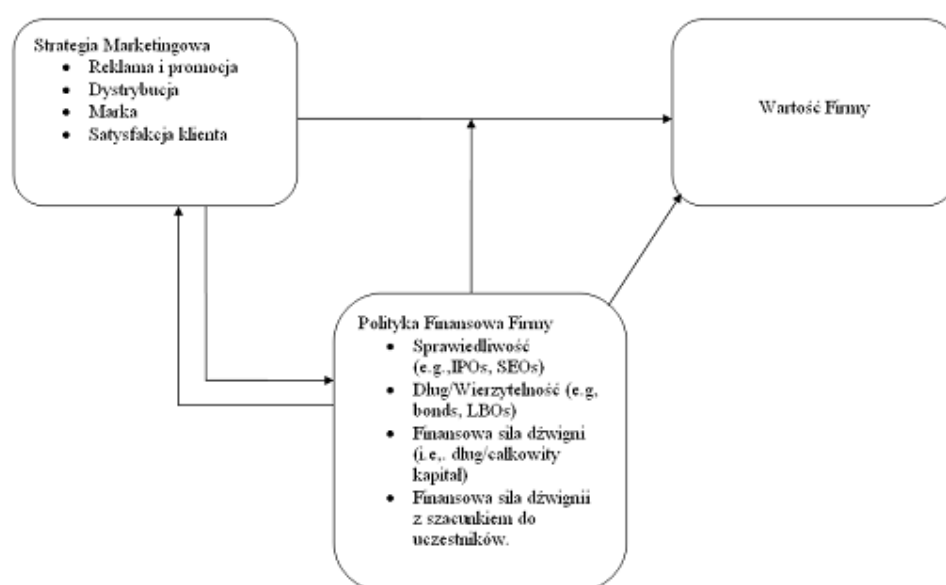 Strategia Marketingowa
• Reklama i promocja
• Dystrybucja
• Marka
• Satysfakcja klienta
Wartość Firmy
Polityka Finansowa Firmy
• Sprawiedliwość
(e.g.,IPOs, SEOs)
• Dług/Wierzytelność (e.g,
bonds, LBOs)
• Finansowa siła dźwigni
(i.e,. dług/całkowity
kapitał)
• Finansowa siła dźwignii
z szacunkiem do
uczestników.